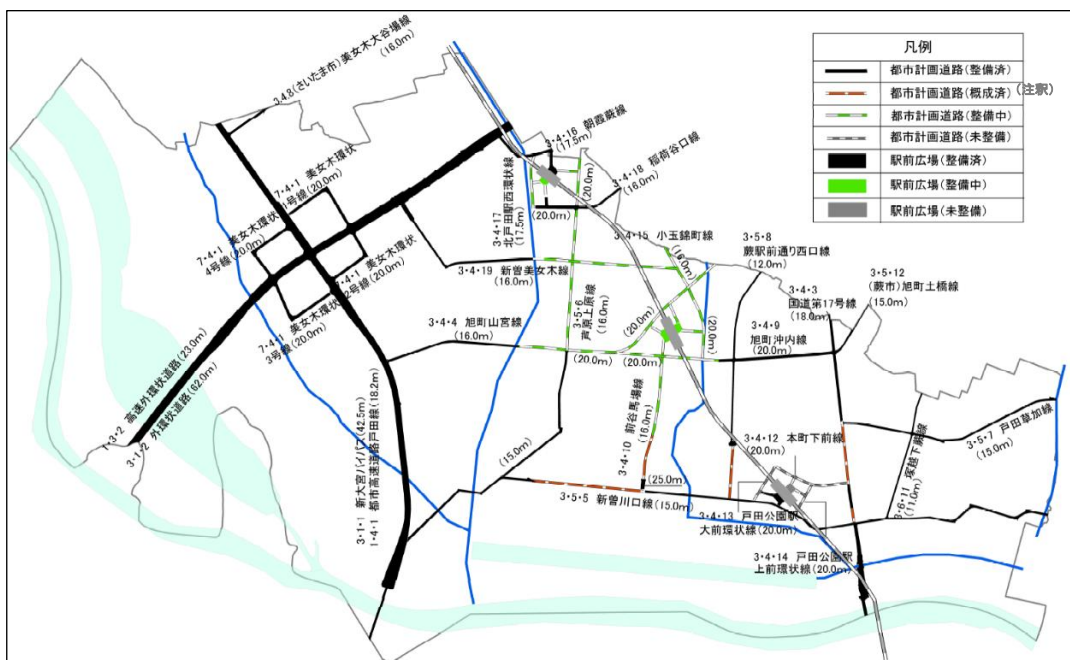 凡例
都市計画道路(整備済)
都市計画道路(概成済)
(注釈)
都市計画道路(整備中)
都市計画道路(未整備)
駅前広場(整備済)
駅前広場(整備中)
駅前広場(未整備)
3.4.8(さいたま市)美女木大谷場線
(16.0m)
3・4・16 朝霞蕨線
(17.5m)
3・4・18 稲荷谷口線
(16.0m)
(20.0m)
(20.0m)
3・4・17
北戸田駅西環状線
(17.5m)
7・4・1 美女木環状
1号線(20.0m)
7・4・1 美女木環状
4号線(20.0m)
7・4・1 美女木環状
2号線(20.0m)
7・4・1 美女木環状
3号線(20.0m)
3・4・15 小玉錦町線
(16.0m)
3・5・8
蕨駅前通り西口線
(12.0m)
3・4・19 新曽美女木線
(16.0m)
3・5・6
芦原上原線
(16.0m)
3・5・12
(蕨市)旭町土橋線
(15.0m)
3・4・3
国道第17号線
(18.0m)
3・4・4 旭町山宮線
(16.0m)
(20.0m)
(20.0m)
3・4・9
旭町沖内線
(20.0m)
(20.0m)
(20.0m)
1・3・2 高速外環状道路(23.0m)
3・1・2 外環状道路(62.0m)
3・1・1 新大宮バイパス(42.5m)
1・4・1 都市高速道路戸田線(18.2m)
3・4・10 前谷馬場線
(16.0m)
3・4・12 本町下前線
(20.0m)
3・5・7 戸田草加線
(15.0m)
3・6・11 塚越下前線
(11.0m)
(15.0m)
(25.0m)
3・5・5 新曽川口線(15.0m)
3・4・13 戸田公園駅
大前環状線(20.0m)
3・4・14 戸田公園駅
上前環状線(20.0m)